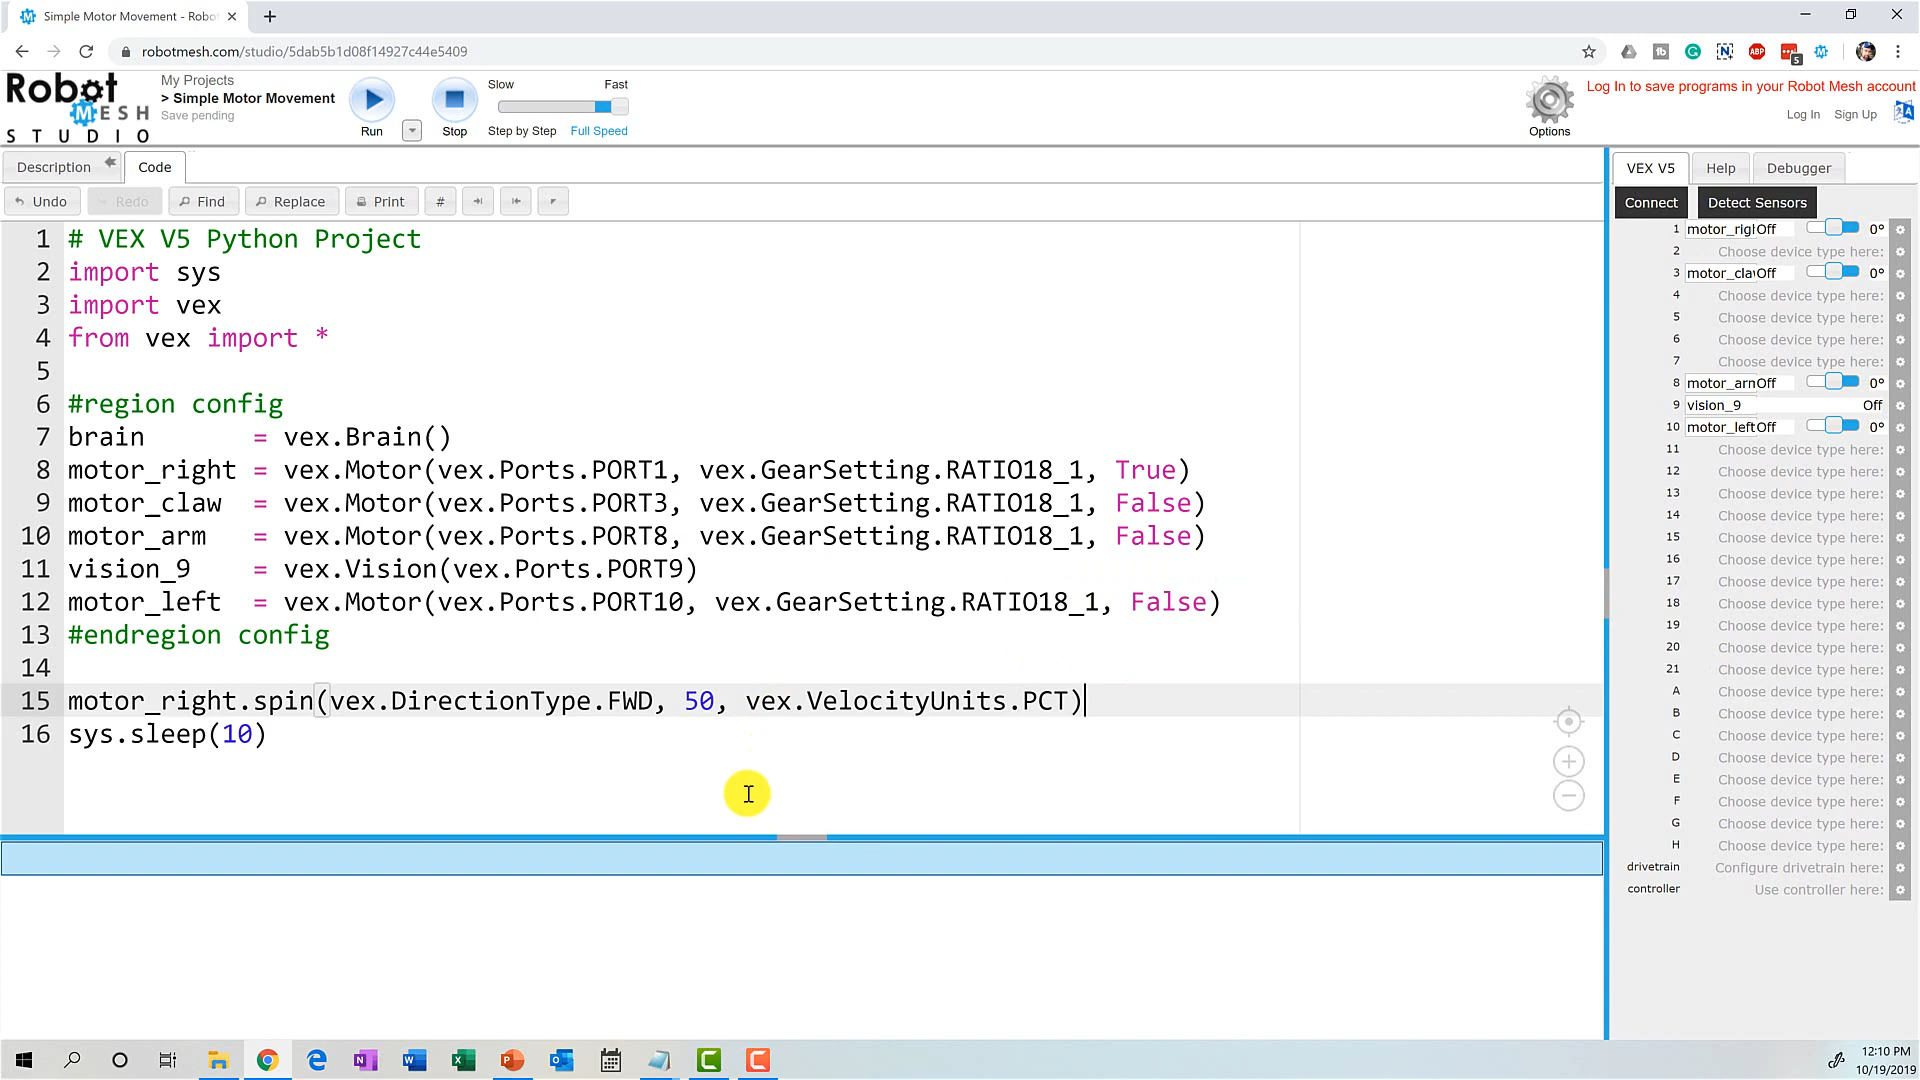 Simple Motor Movement - Robot
robotmesh.com/studio/5dab5b1d08f14927c44e5409
5
Robot
MESH
STUDIO
My Projects
> Simple Motor Movement
Save pending
Run
Stop
Slow
Fast
Step by Step
Full Speed
Options
Log In to save programs in your Robot Mesh account
Log In
Sign Up
Description
Code
Undo
Redo
Find
Replace
Print
#
1 # VEX V5 Python Project
2 import sys
3 import vex
4 from vex import *
5
6 #region config
7 brain = vex.Brain()
8 motor_right = vex.Motor(vex.Ports.PORT1, vex.GearSetting.RATIO18_1, True)
9 motor_claw = vex.Motor(vex.Ports.PORT3, vex.GearSetting.RATIO18_1, False)
10 motor_arm = vex.Motor(vex.Ports.PORT8, vex.GearSetting.RATIO18_1, False)
11 vision_9 = vex.Vision(vex.Ports.PORT9)
12 motor_left = vex.Motor(vex.Ports.PORT10, vex.GearSetting.RATIO18_1, False)
13 #endregion config
14
15 motor_right.spin(vex.DirectionType.FWD, 50, vex.VelocityUnits.PCT)
16 sys.sleep(10)
VEX V5
Help
Debugger
Connect
Detect Sensors
1 motor_rig Off 0°
2 Choose device type here:
3 motor_cla Off 0°
4 Choose device type here:
5 Choose device type here:
6 Choose device type here:
7 Choose device type here:
8 motor_arm Off 0°
9 vision_9 Off
10 motor_left Off 0°
11 Choose device type here:
12 Choose device type here:
13 Choose device type here:
14 Choose device type here:
15 Choose device type here:
16 Choose device type here:
17 Choose device type here:
18 Choose device type here:
19 Choose device type here:
20 Choose device type here:
21 Choose device type here:
A Choose device type here:
B Choose device type here:
C Choose device type here:
D Choose device type here:
E Choose device type here:
F Choose device type here:
G Choose device type here:
H Choose device type here:
drivetrain Configure drivetrain here:
controller Use controller here:
12:10 PM
10/19/2019